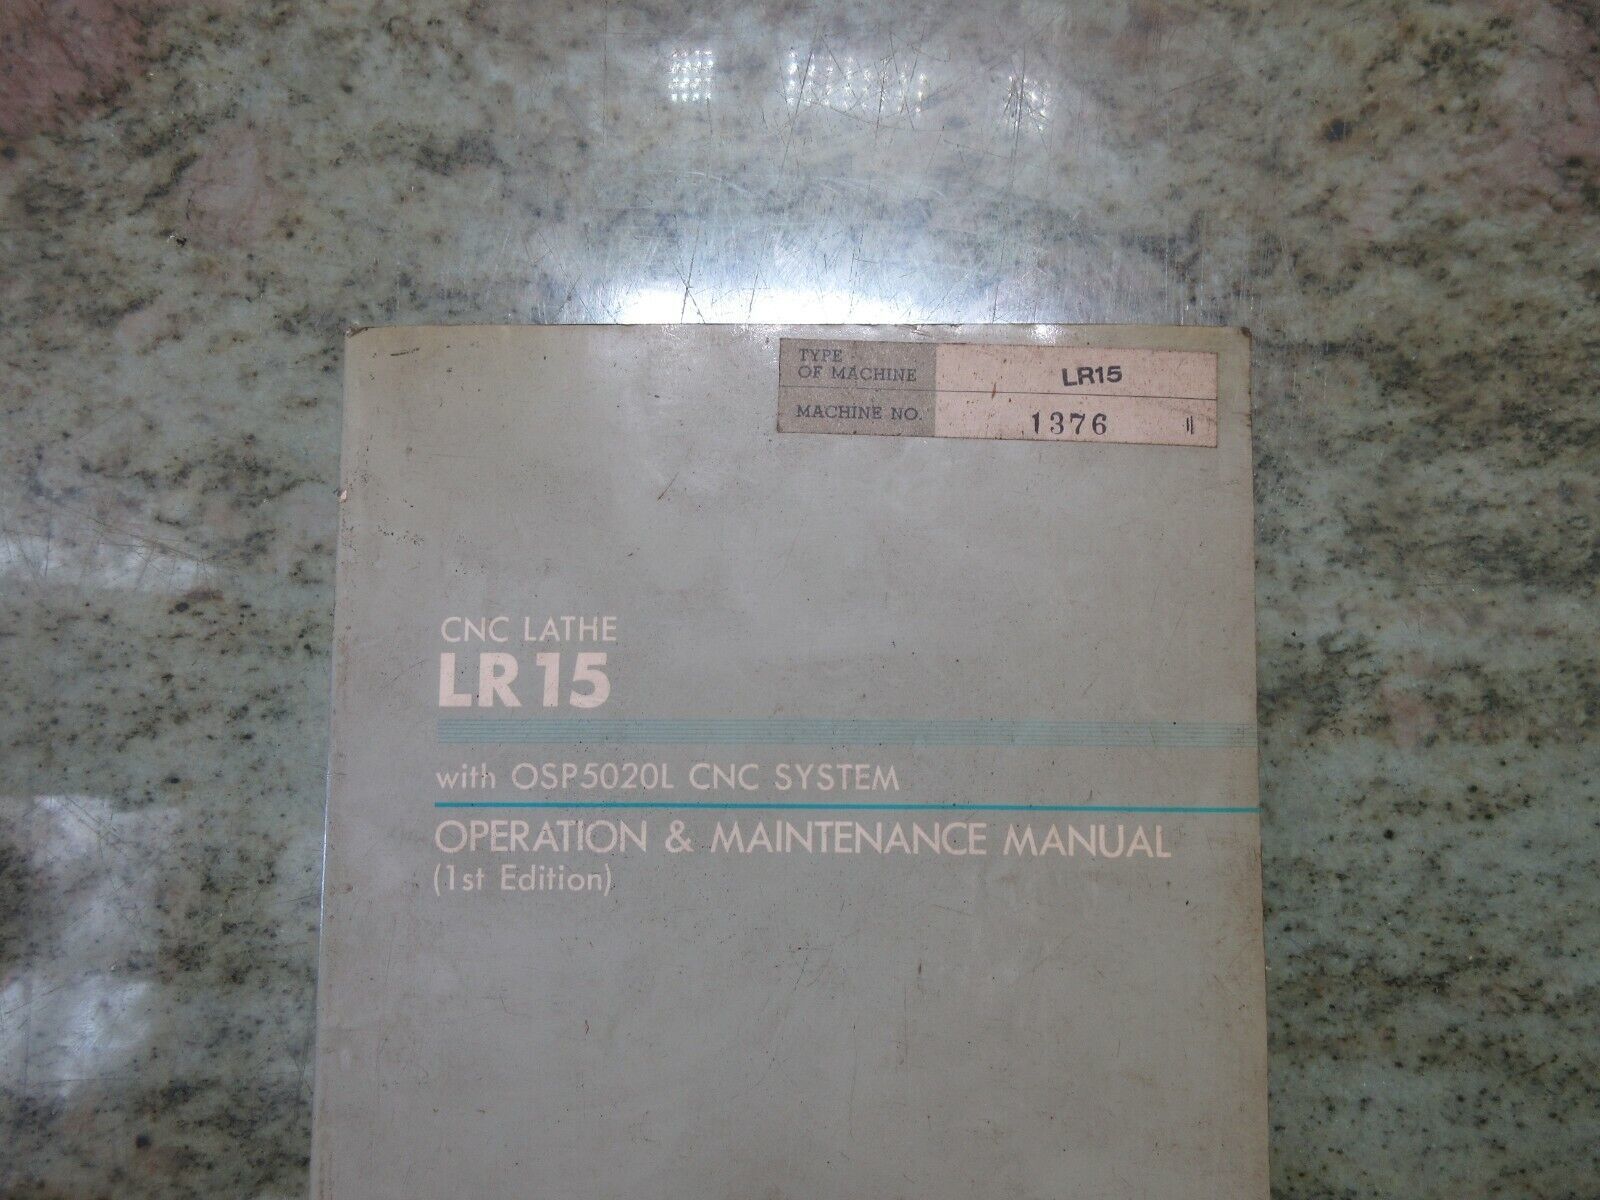 TYPE
OF MACHINE LR15
MACHINE NO. 1376
CNC LATHE
LR15
with OSP5020L CNC SYSTEM
OPERATION & MAINTENANCE MANUAL
(1st Edition)